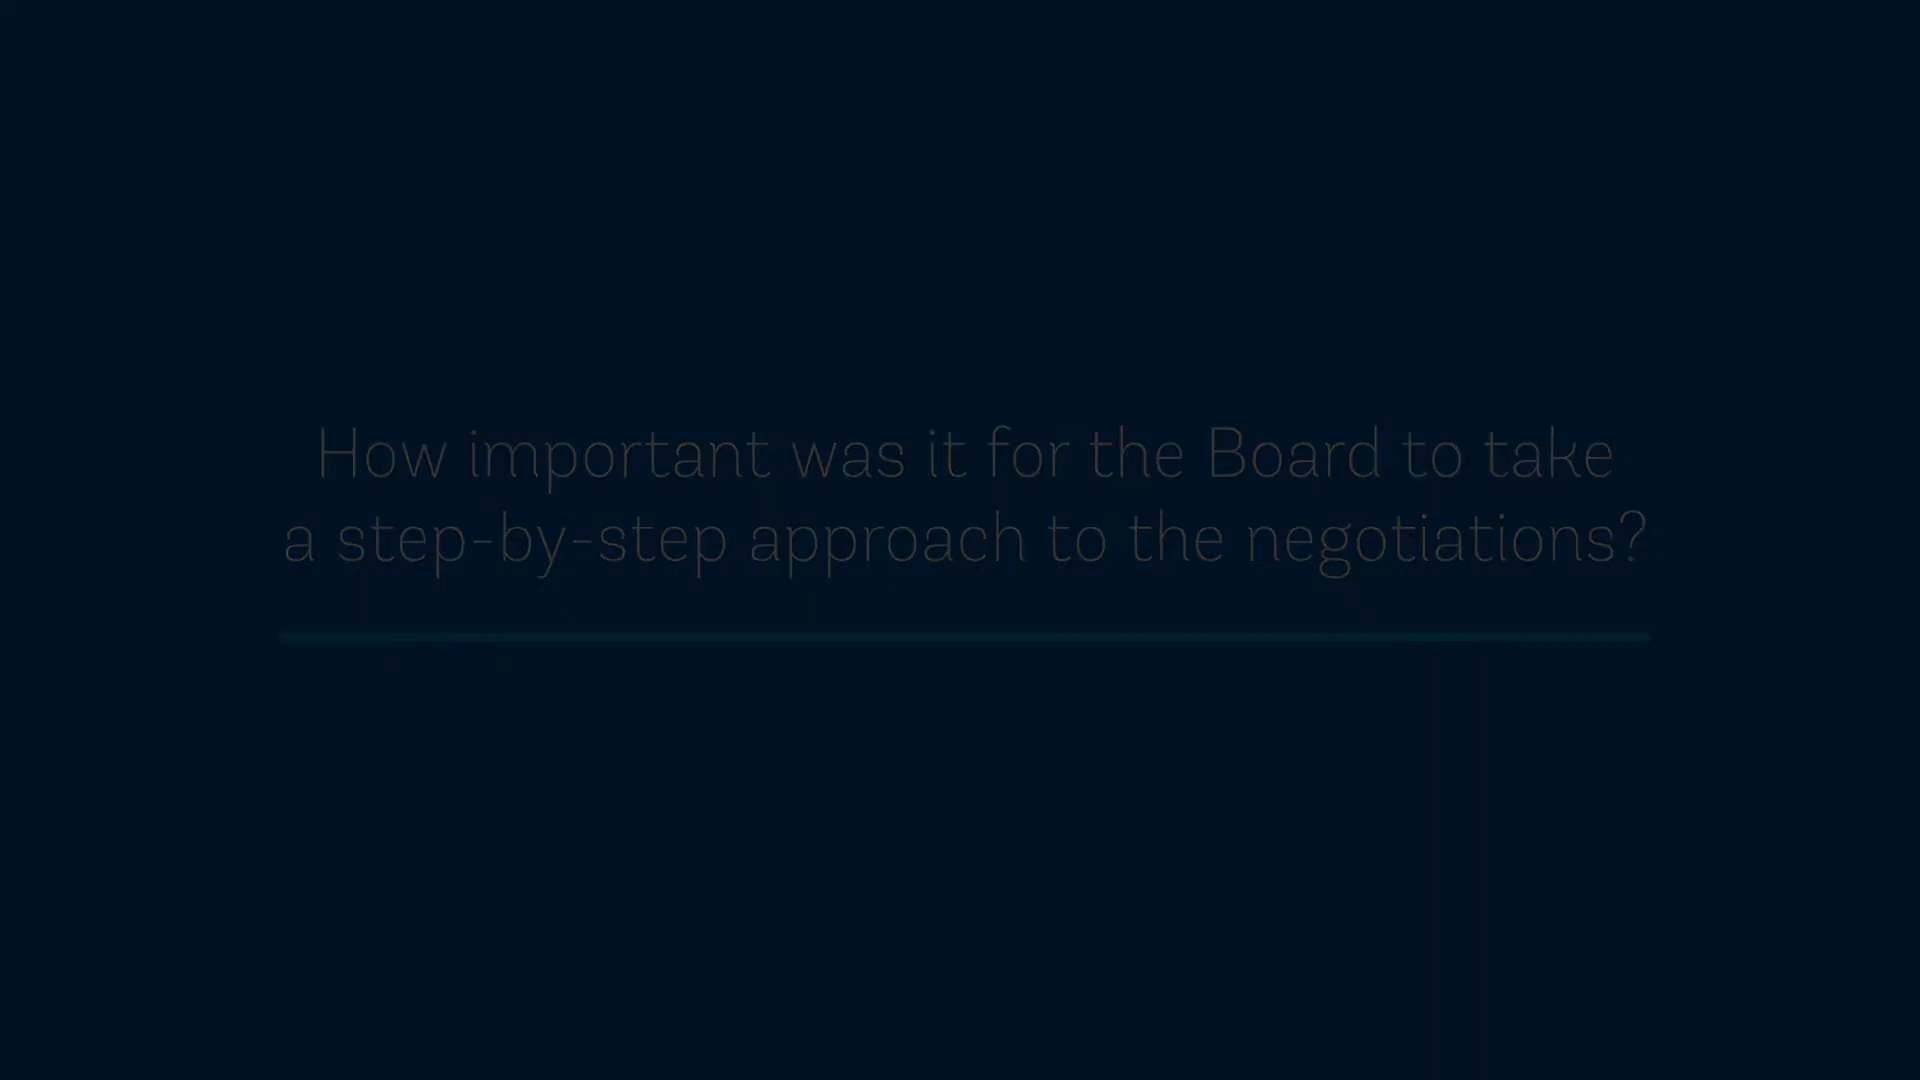 How important was it for the Board to take
a step-by-step approach to the negotiations?